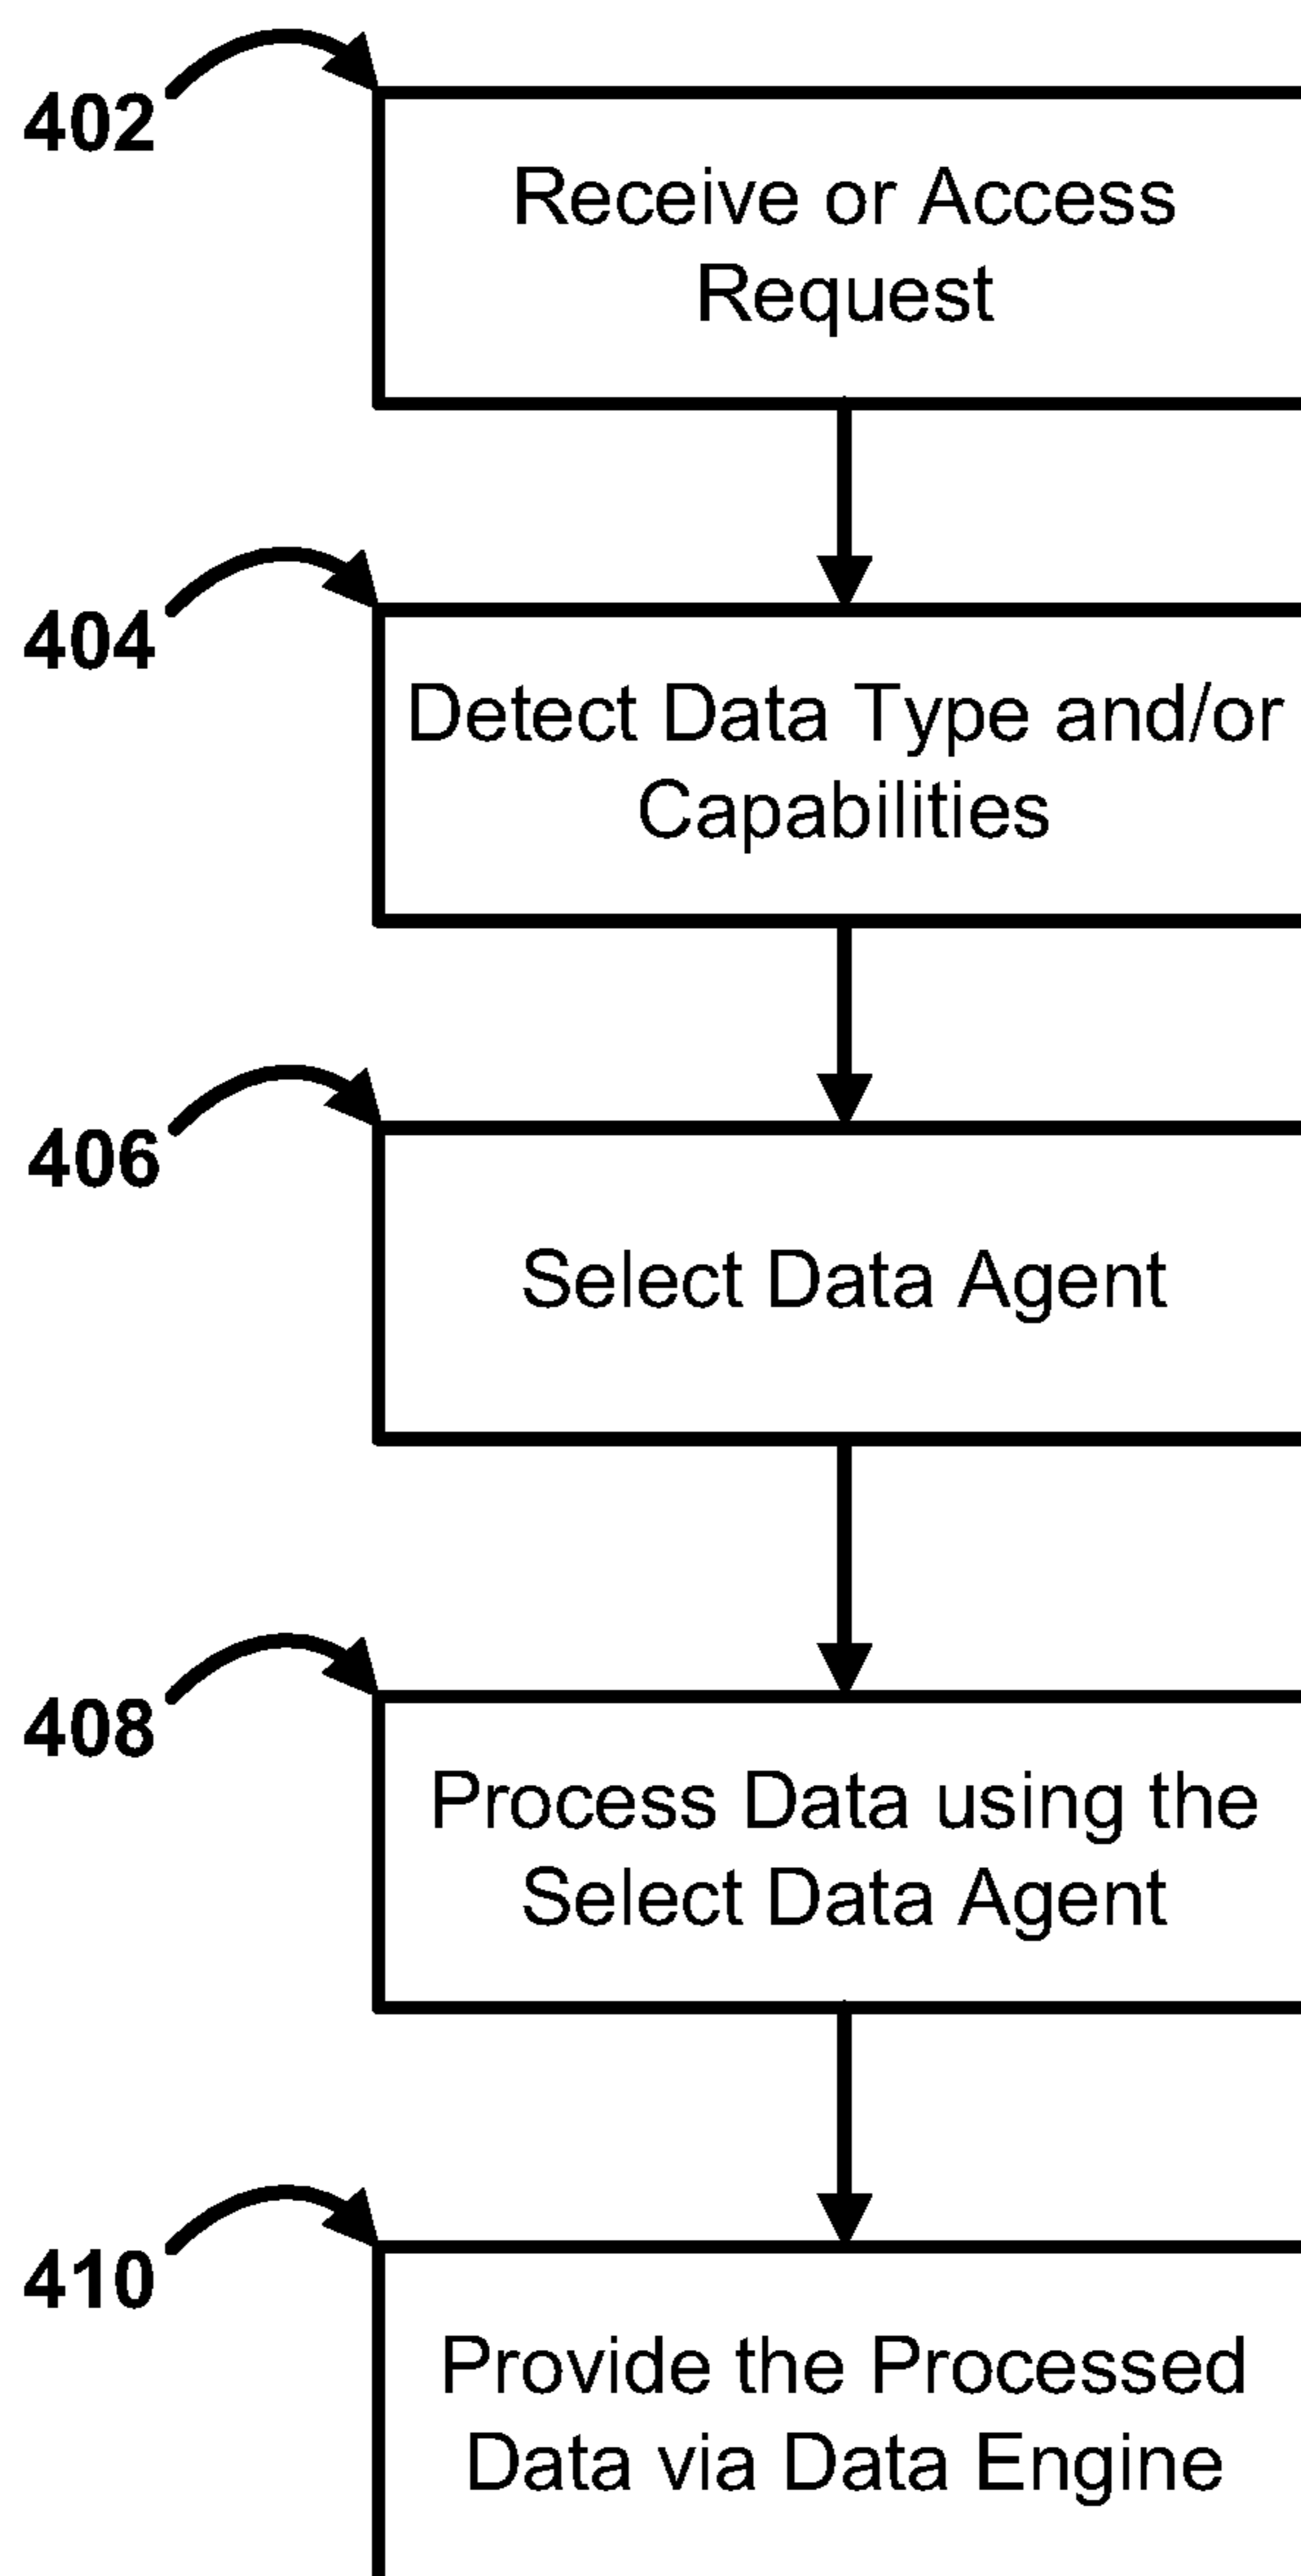 402
Receive or Access
Request
404
Detect Data Type and/or
Capabilities
406
Select Data Agent
408
Process Data using the
Select Data Agent
410
Provide the Processed
Data via Data Engine